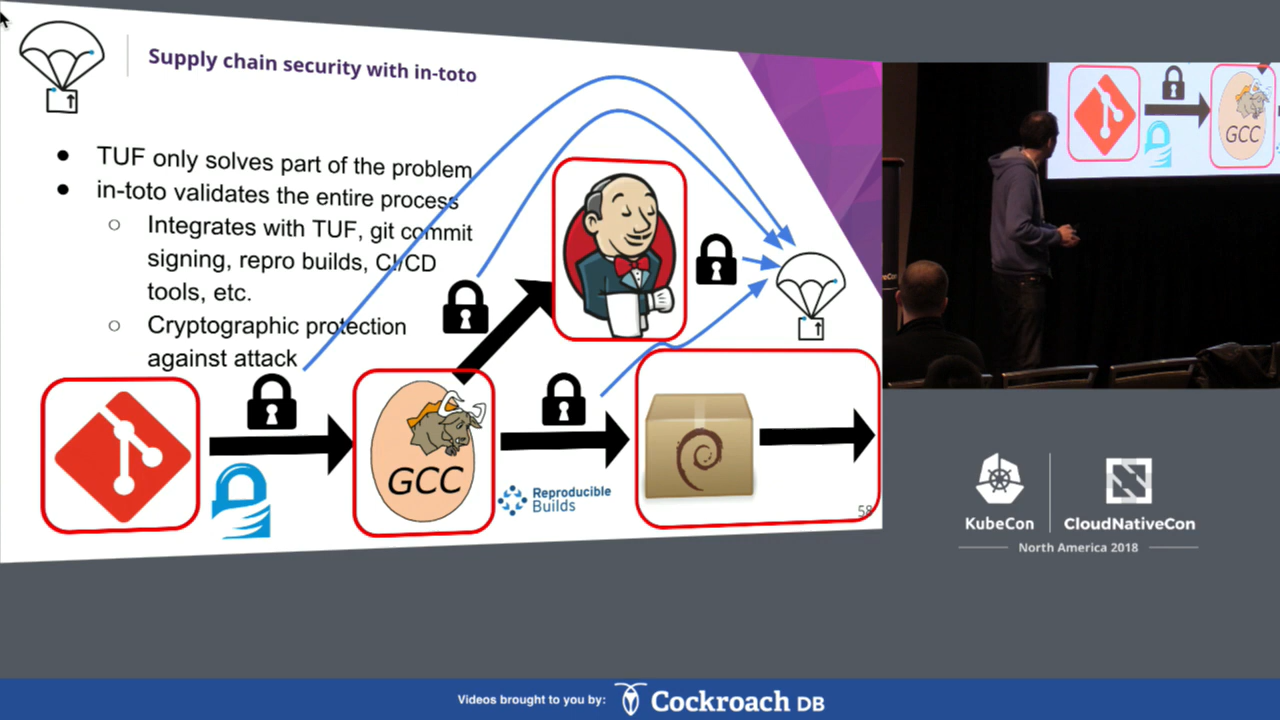 Supply chain security with in-toto
TUF only solves part of the problem
in-toto validates the entire process
Integrates with TUF, git commit
signing, repro builds, CI/CD
tools, etc.
Cryptographic protection
against attack
GCC
Reproducible
Builds
58
GCC
KubeCon
CloudNativeCon
North America 2018
Videos brought to you by:
Cockroach DB